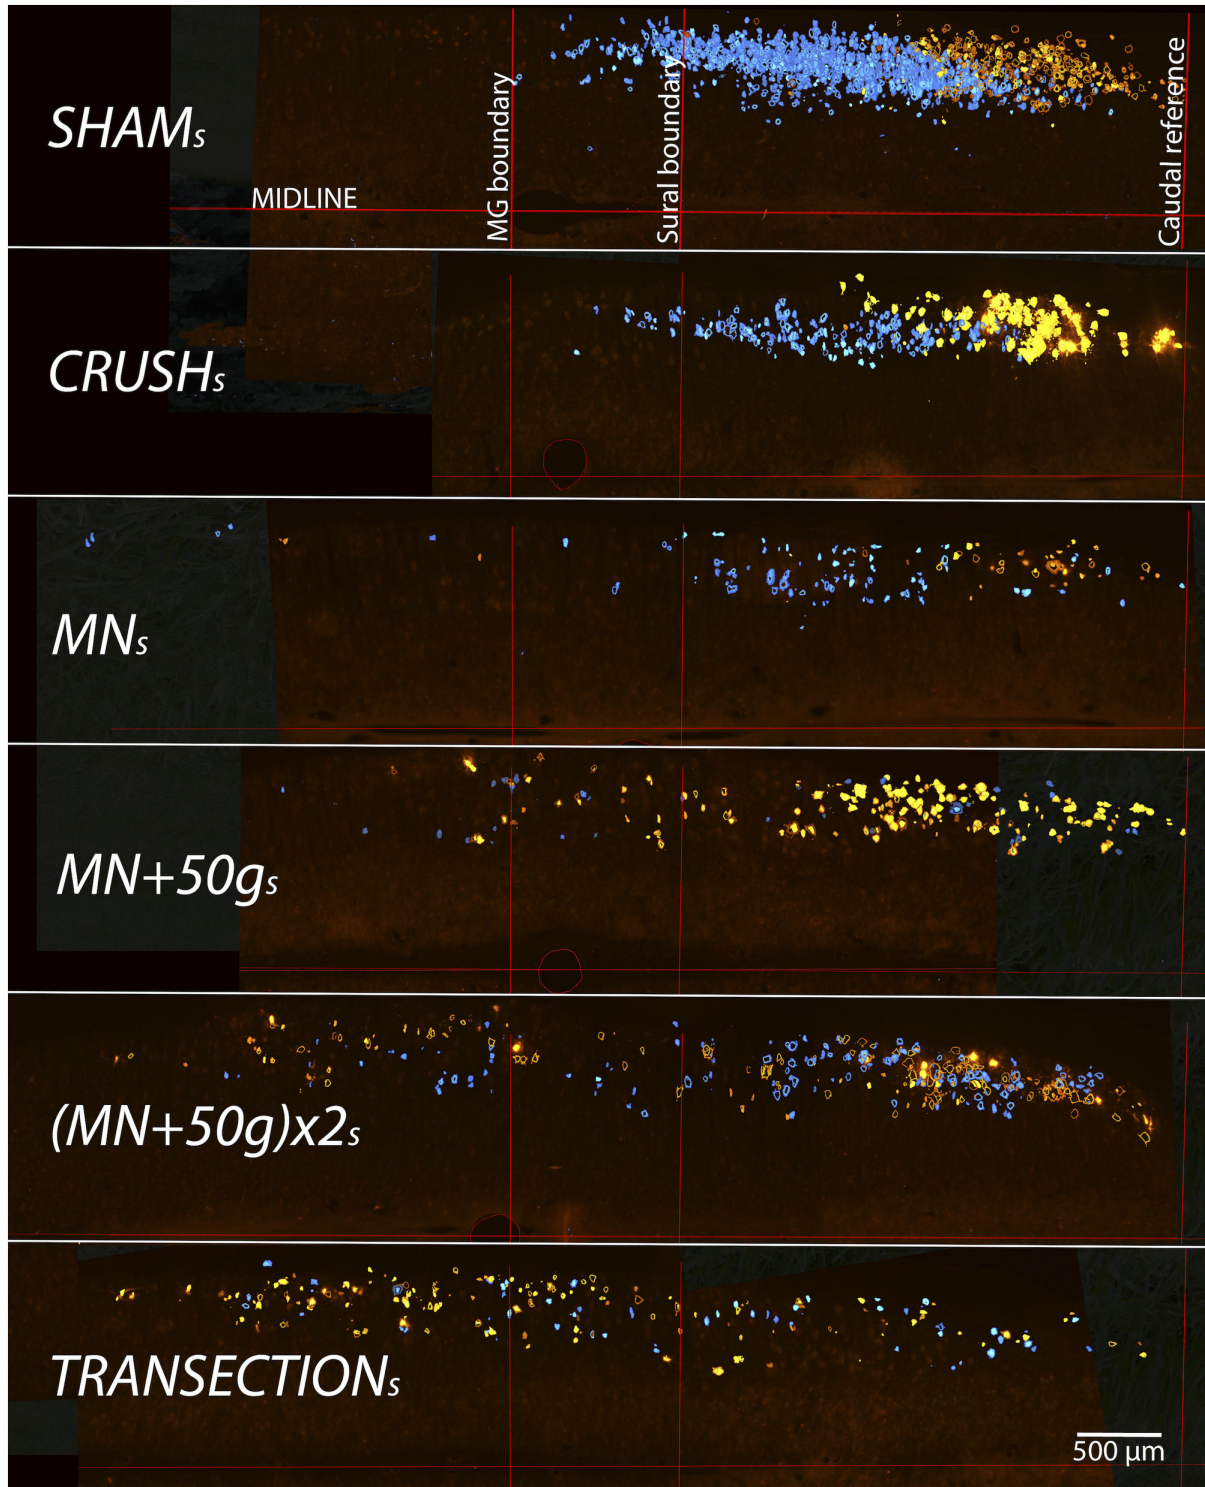 SHAMs
MIDLINE
MG boundary
Sural boundary
Caudal reference
CRUSHs
MNs
MN+50gs
(MN+50g)x2s
TRANSECTIONs
500 µm